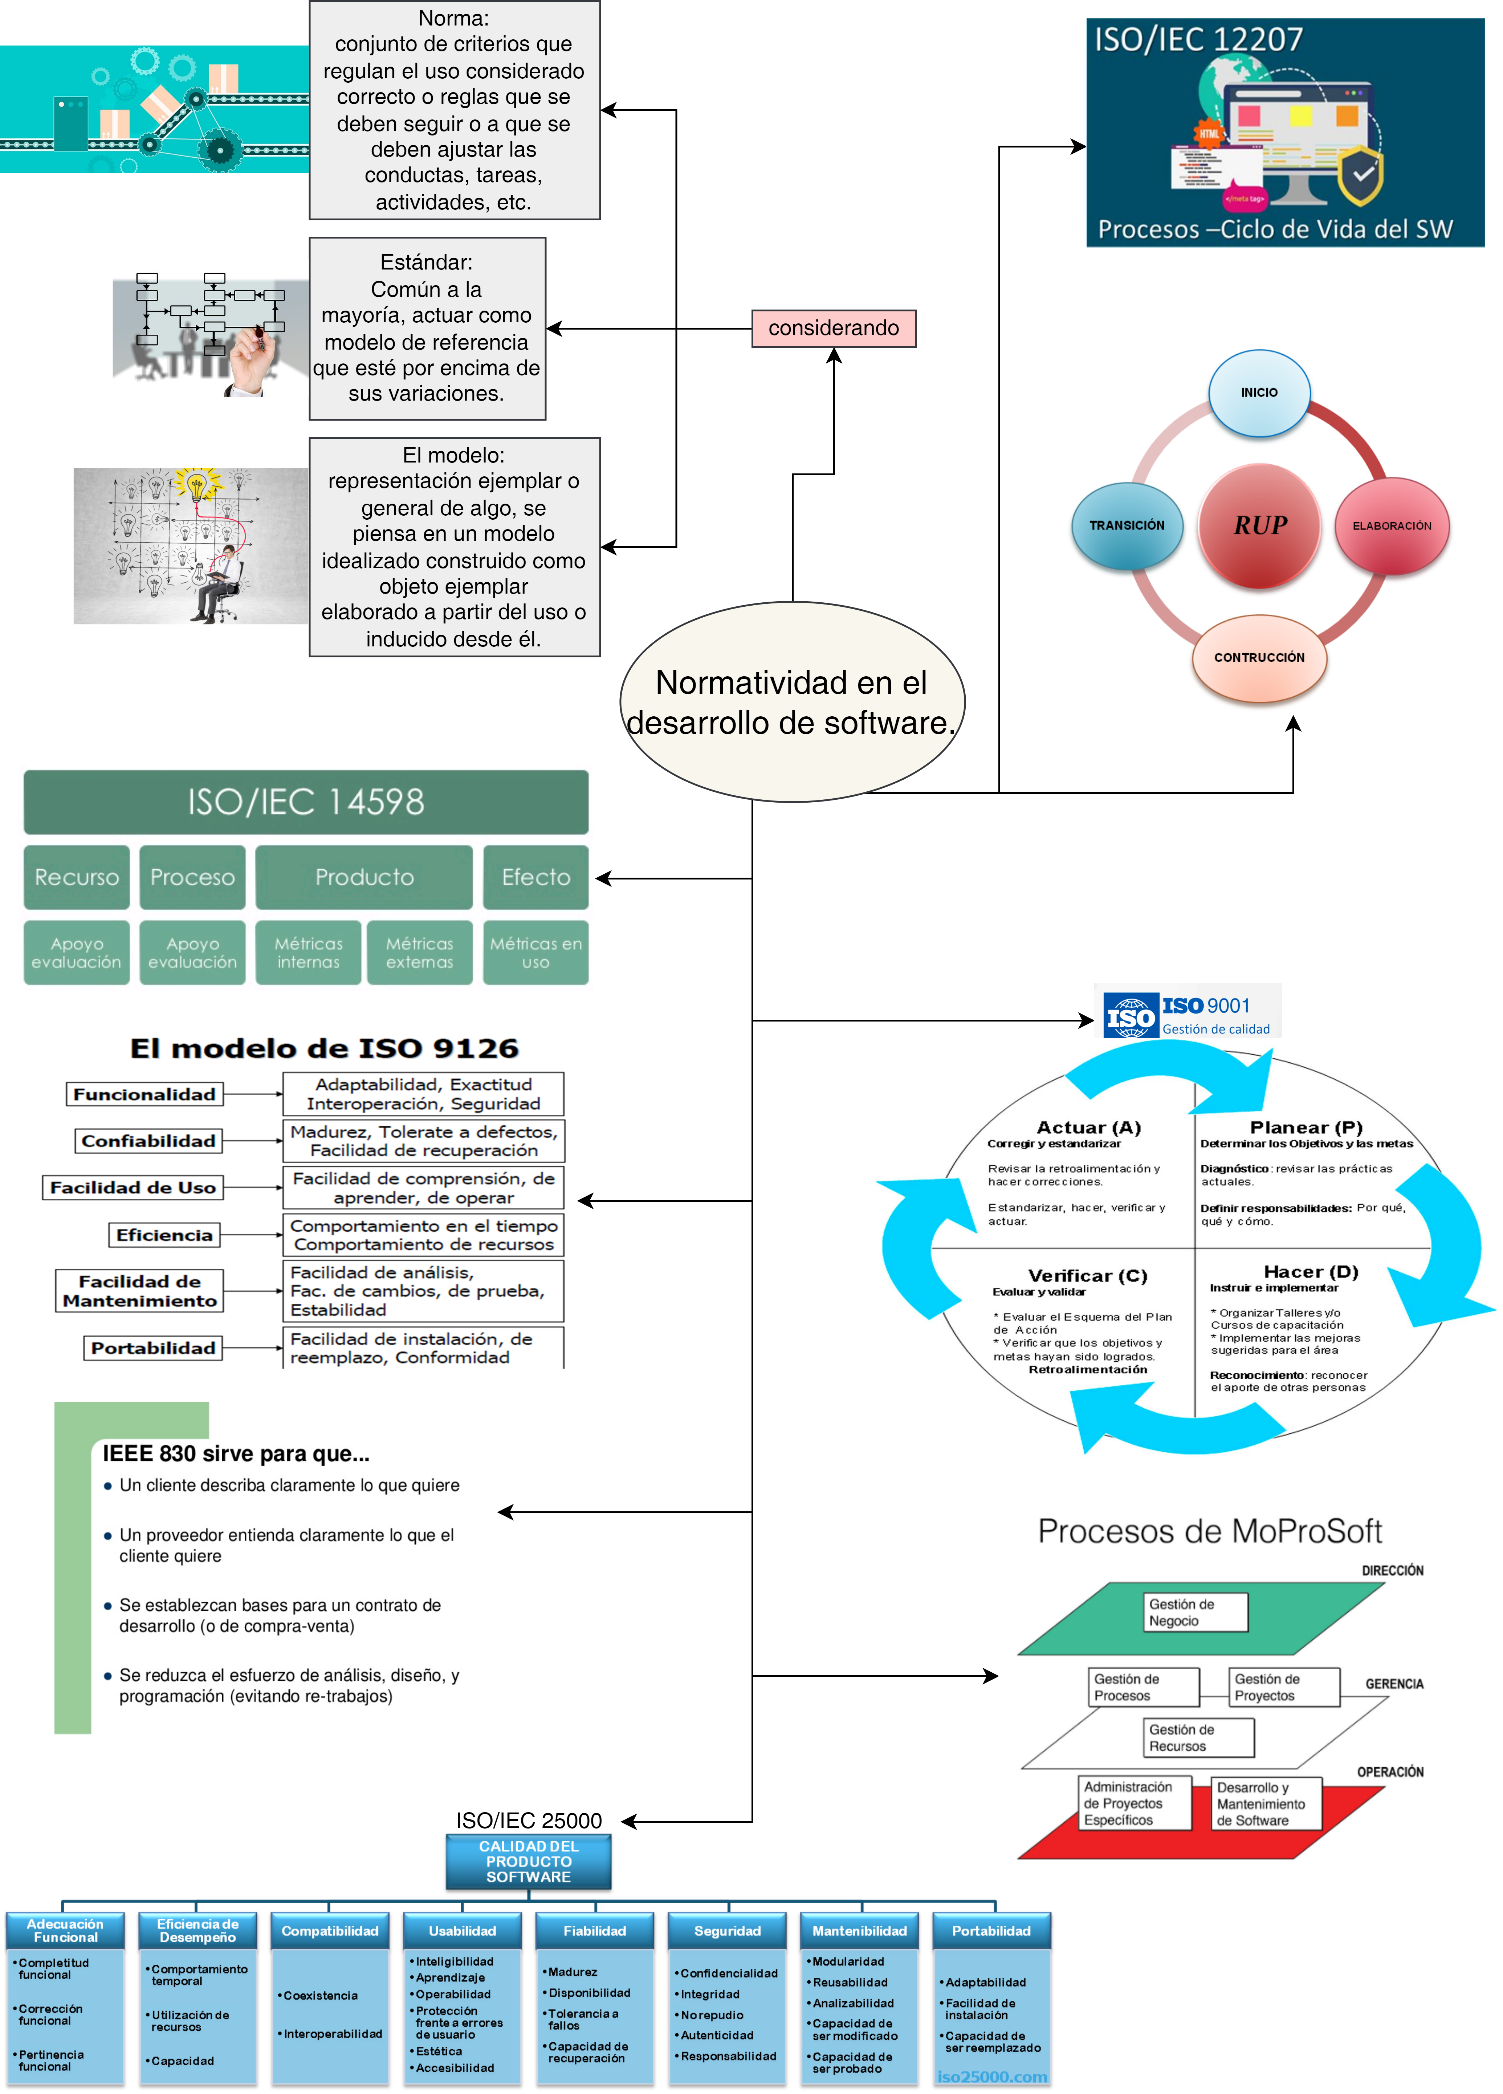 Norma:
conjunto de criterios que
regulan el uso considerado
correcto o reglas que se
deben seguir o a que se
deben ajustar las
conductas, tareas,
actividades, etc.
Estándar:
Común a la
mayoría, actuar como
modelo de referencia
que esté por encima de
sus variaciones.
El modelo:
representación ejemplar o
general de algo, se
piensa en un modelo
idealizado construido como
objeto ejemplar
elaborado a partir del uso o
inducido desde él.
considerando
Normatividad en el
desarrollo de software.
ISO/IEC 12207
HTML
</meta tag>
Procesos –Ciclo de Vida del SW
INICIO
TRANSICIÓN
RUP
ELABORACIÓN
CONTRUCCIÓN
ISO/IEC 14598
Recurso
Proceso
Producto
Efecto
Apoyo
evaluación
Apoyo
evaluación
Métricas
internas
Métricas
externas
Métricas en
uso
El modelo de ISO 9126
Funcionalidad
Adaptabilidad, Exactitud
Interoperación, Seguridad
Confiabilidad
Madurez, Tolerate a defectos,
Facilidad de recuperación
Facilidad de Uso
Facilidad de comprensión, de
aprender, de operar
Eficiencia
Comportamiento en el tiempo
Comportamiento de recursos
Facilidad de
Mantenimiento
Facilidad de análisis,
Fac. de cambios, de prueba,
Estabilidad
Portabilidad
Facilidad de instalación, de
reemplazo, Conformidad
ISO
ISO 9001
Gestión de calidad
Actuar (A)
Corregir y estandarizar
Revisar la retroalimentación y
hacer correcciones.
Estandarizar, hacer, verificar y
actuar.
Planear (P)
Determinar los Objetivos y las metas
Diagnóstico: revisar las prácticas
actuales.
Definir responsabilidades: Por qué,
qué y cómo.
Verificar (C)
Evaluar y validar
* Evaluar el Esquema del Plan
de Acción
* Verificar que los objetivos y
metas hayan sido logrados.
Retroalimentación
Hacer (D)
Instruir e implementar
* Organizar Talleres y/o
Cursos de capacitación
* Implementar las mejoras
sugeridas para el área
Reconocimiento: reconocer
el aporte de otras personas
IEEE 830 sirve para que...
● Un cliente describa claramente lo que quiere
● Un proveedor entienda claramente lo que el
cliente quiere
● Se establezcan bases para un contrato de
desarrollo (o de compra-venta)
● Se reduzca el esfuerzo de análisis, diseño, y
programación (evitando re-trabajos)
Procesos de MoProSoft
DIRECCIÓN
Gestión de
Negocio
GERENCIA
Gestión de
Procesos
Gestión de
Proyectos
Gestión de
Recursos
OPERACIÓN
Administración
de Proyectos
Específicos
Desarrollo y
Mantenimiento
de Software
ISO/IEC 25000
CALIDAD DEL
PRODUCTO
SOFTWARE
Adecuación
Funcional
•Completitud
funcional
•Corrección
funcional
•Pertinencia
funcional
Eficiencia de
Desempeño
•Comportamiento
temporal
•Utilización de
recursos
•Capacidad
Compatibilidad
•Coexistencia
•Interoperabilidad
Usabilidad
•Inteligibilidad
•Aprendizaje
•Operabilidad
•Protección
frente a errores
de usuario
•Estética
•Accesibilidad
Fiabilidad
•Madurez
•Disponibilidad
•Tolerancia a
fallos
•Capacidad de
recuperación
Seguridad
•Confidencialidad
•Integridad
•No repudio
•Autenticidad
•Responsabilidad
Mantenibilidad
•Modularidad
•Reusabilidad
•Analizabilidad
•Capacidad de
ser modificado
•Capacidad de
ser probado
Portabilidad
•Adaptabilidad
•Facilidad de
instalación
•Capacidad de
ser reemplazado
iso25000.com